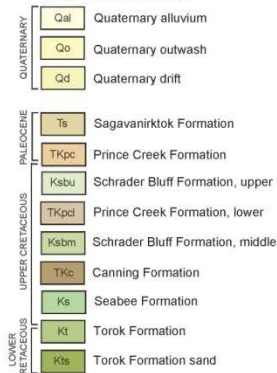 QUATERNARY
Qal Quaternary alluvium
Qo Quaternary outwash
Qd Quaternary drift
PALEOCENE
Ts Sagavanirktok Formation
TKpc Prince Creek Formation
UPPER CRETACEOUS
Ksbu Schrader Bluff Formation, upper
TKpcl Prince Creek Formation, lower
Ksbm Schrader Bluff Formation, middle
TKc Canning Formation
Ks Seabee Formation
LOWER
RETACEOUS
Kt Torok Formation
Kts Torok Formation sand